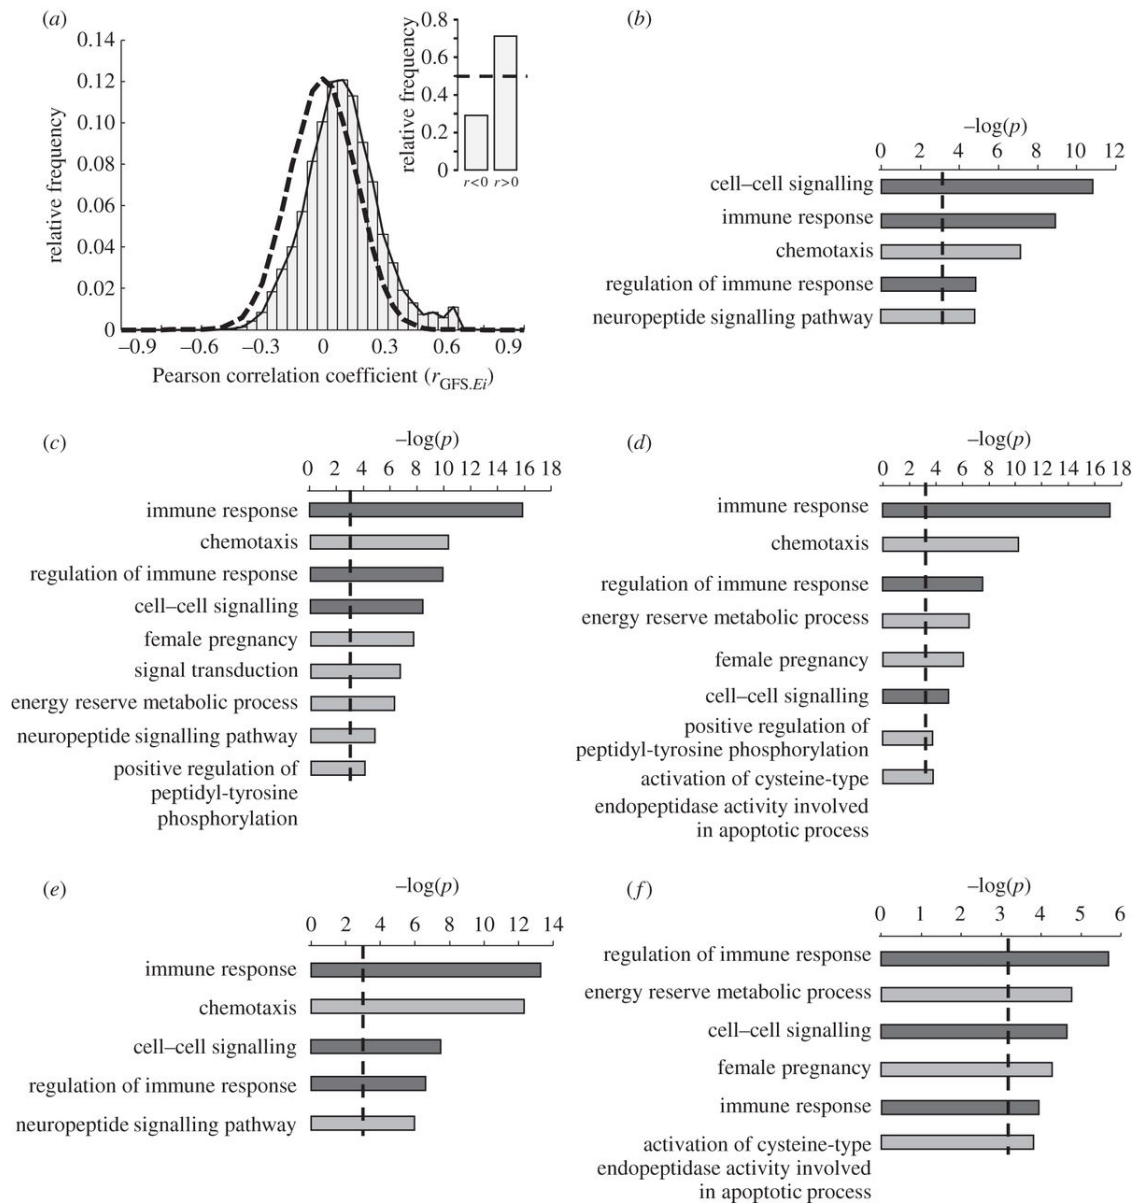 (a)
0.14
0.12
0.10
0.08
0.06
0.04
0.02
0
relative frequency
–0.9 –0.6 –0.3 0 0.3 0.6 0.9
Pearson correlation coefficient (rGFS.Ei)
0.8
0.6
0.4
0.2
0
relative frequency
r<0 r>0
(b)
–log(p)
0 2 4 6 8 10 12
cell–cell signalling
immune response
chemotaxis
regulation of immune response
neuropeptide signalling pathway
(c)
–log(p)
0 2 4 6 8 10 12 14 16 18
immune response
chemotaxis
regulation of immune response
cell–cell signalling
female pregnancy
signal transduction
energy reserve metabolic process
neuropeptide signalling pathway
positive regulation of
peptidyl-tyrosine
phosphorylation
(d)
–log(p)
0 2 4 6 8 10 12 14 16 18
immune response
chemotaxis
regulation of immune response
energy reserve metabolic process
female pregnancy
cell–cell signalling
positive regulation of
peptidyl-tyrosine phosphorylation
activation of cysteine-type
endopeptidase activity involved
in apoptotic process
(e)
–log(p)
0 2 4 6 8 10 12 14
immune response
chemotaxis
cell–cell signalling
regulation of immune response
neuropeptide signalling pathway
(f)
–log(p)
0 1 2 3 4 5 6
regulation of immune response
energy reserve metabolic process
cell–cell signalling
female pregnancy
immune response
activation of cysteine-type
endopeptidase activity involved
in apoptotic process